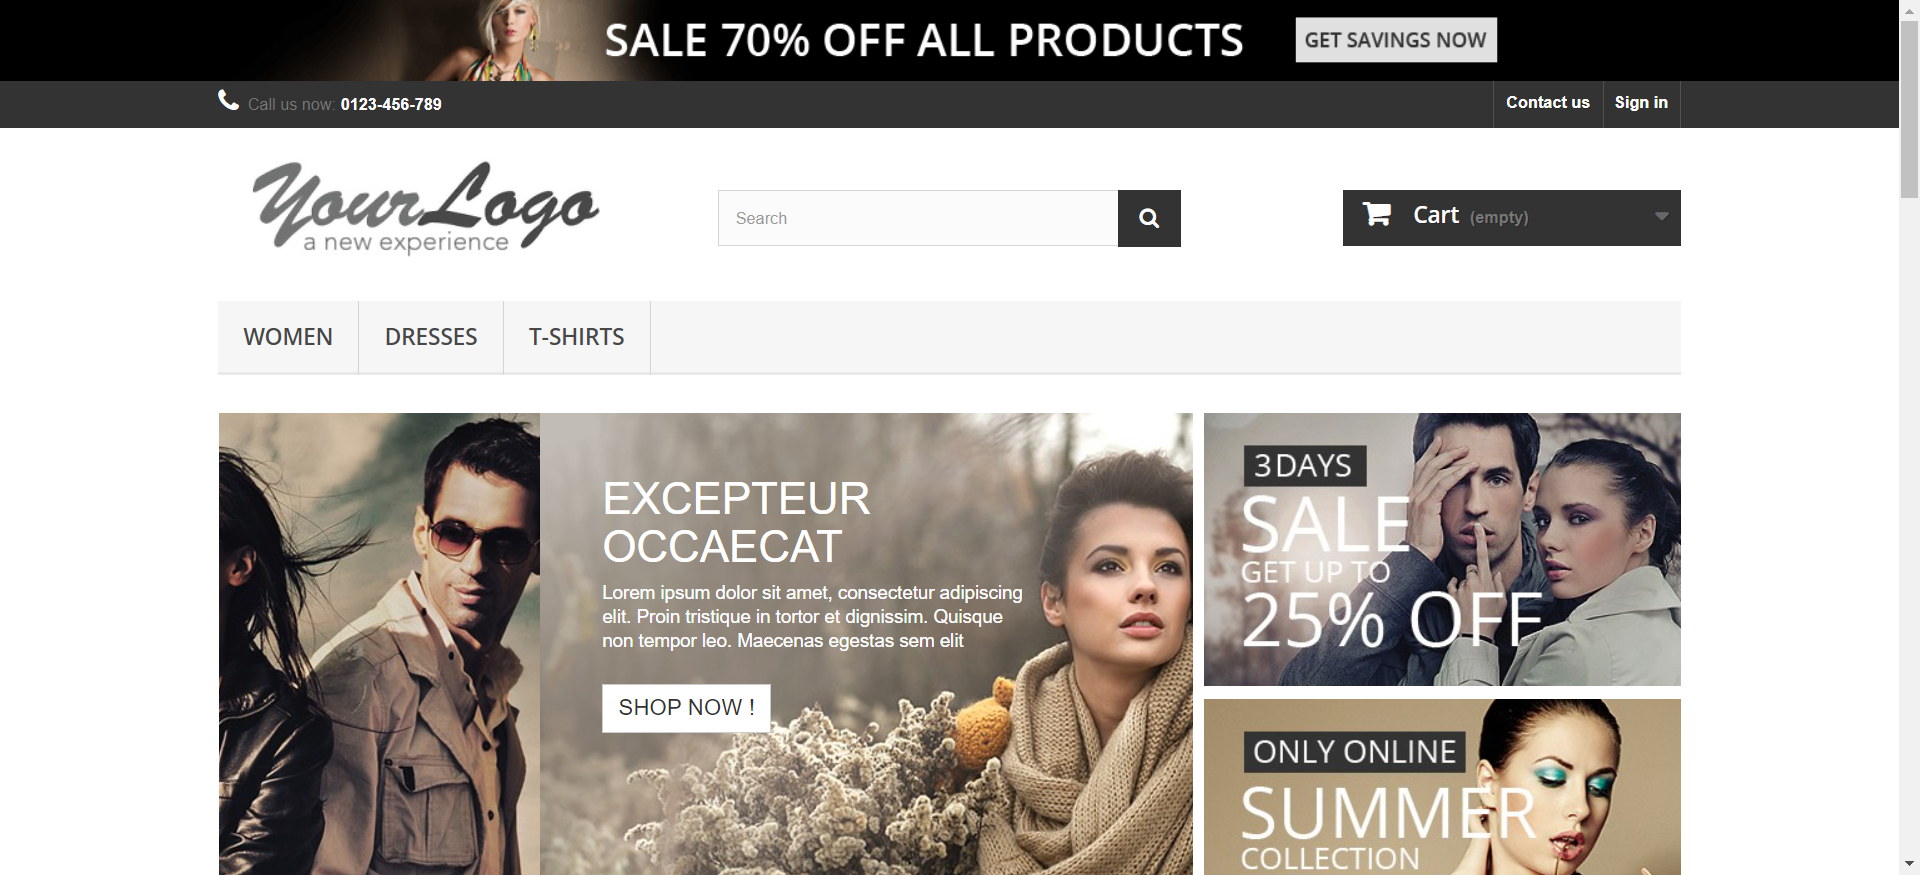 SALE 70% OFF ALL PRODUCTS
GET SAVINGS NOW
Call us now: 0123-456-789
Contact us
Sign in
Your Logo
a new experience
Search
Cart (empty)
WOMEN
DRESSES
T-SHIRTS
EXCEPTEUR
OCCAECAT
Lorem ipsum dolor sit amet, consectetur adipiscing
elit. Proin tristique in tortor et dignissim. Quisque
non tempor leo. Maecenas egestas sem elit
SHOP NOW !
3 DAYS
SALE
GET UP TO
25% OFF
ONLY ONLINE
SUMMER
COLLECTION